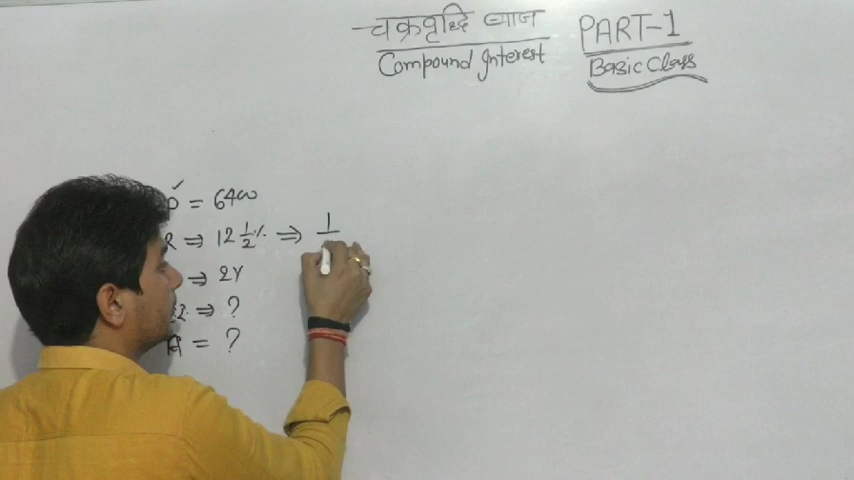 चक्रवृद्धि ब्याज
Compound Interest
PART-1
Basic Class
P = 6400
R ⇒ 12 1/2 % ⇒ 1
⇒ 2Y
⇒ ?
A = ?